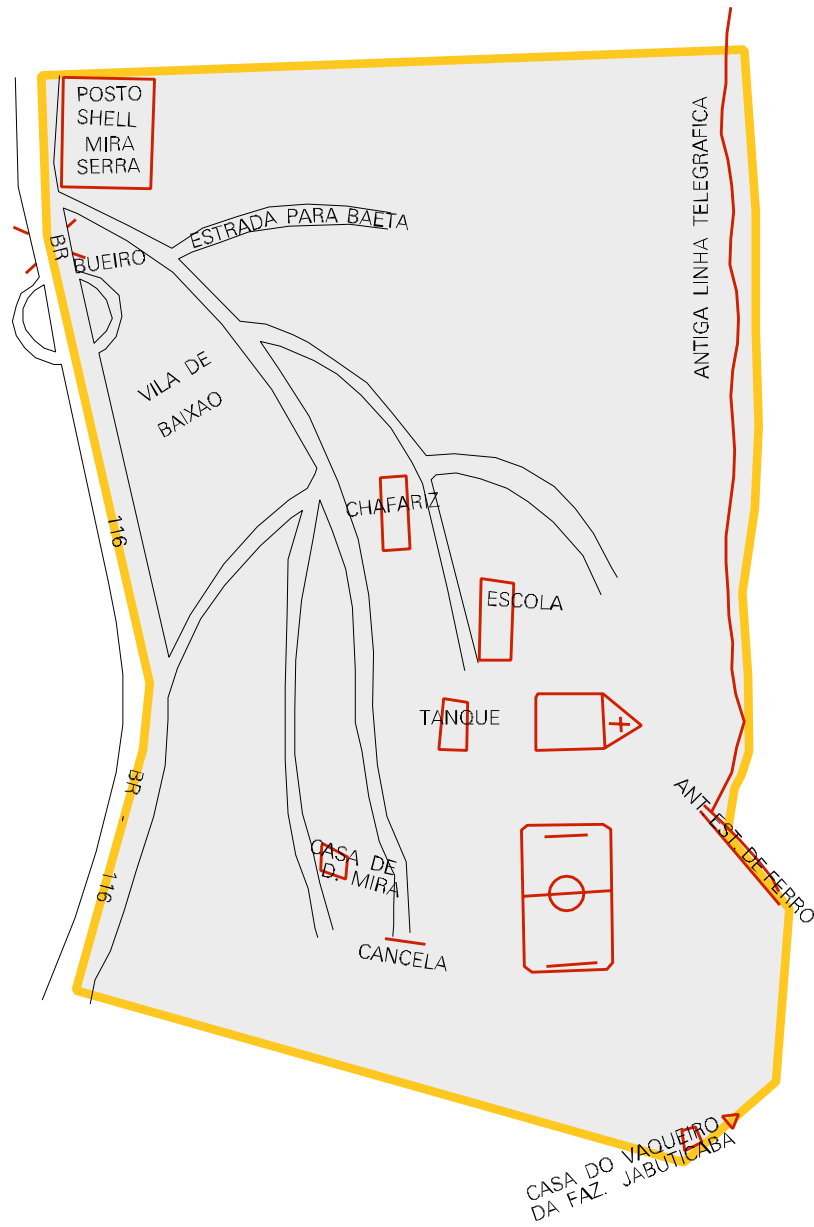 POSTO
SHELL
MIRA
SERRA
ANTIGA LINHA TELEGRAFICA
ESTRADA PARA BAETA
BR
BUEIRO
VILA DE
BAIXAO
CHAFARIZ
116
ESCOLA
TANQUE
BR -
116
ANT. EST. DE FERRO
CASA DE
D. MIRA
CANCELA
CASA DO VAQUEIRO
DA FAZ. JABUTICABA